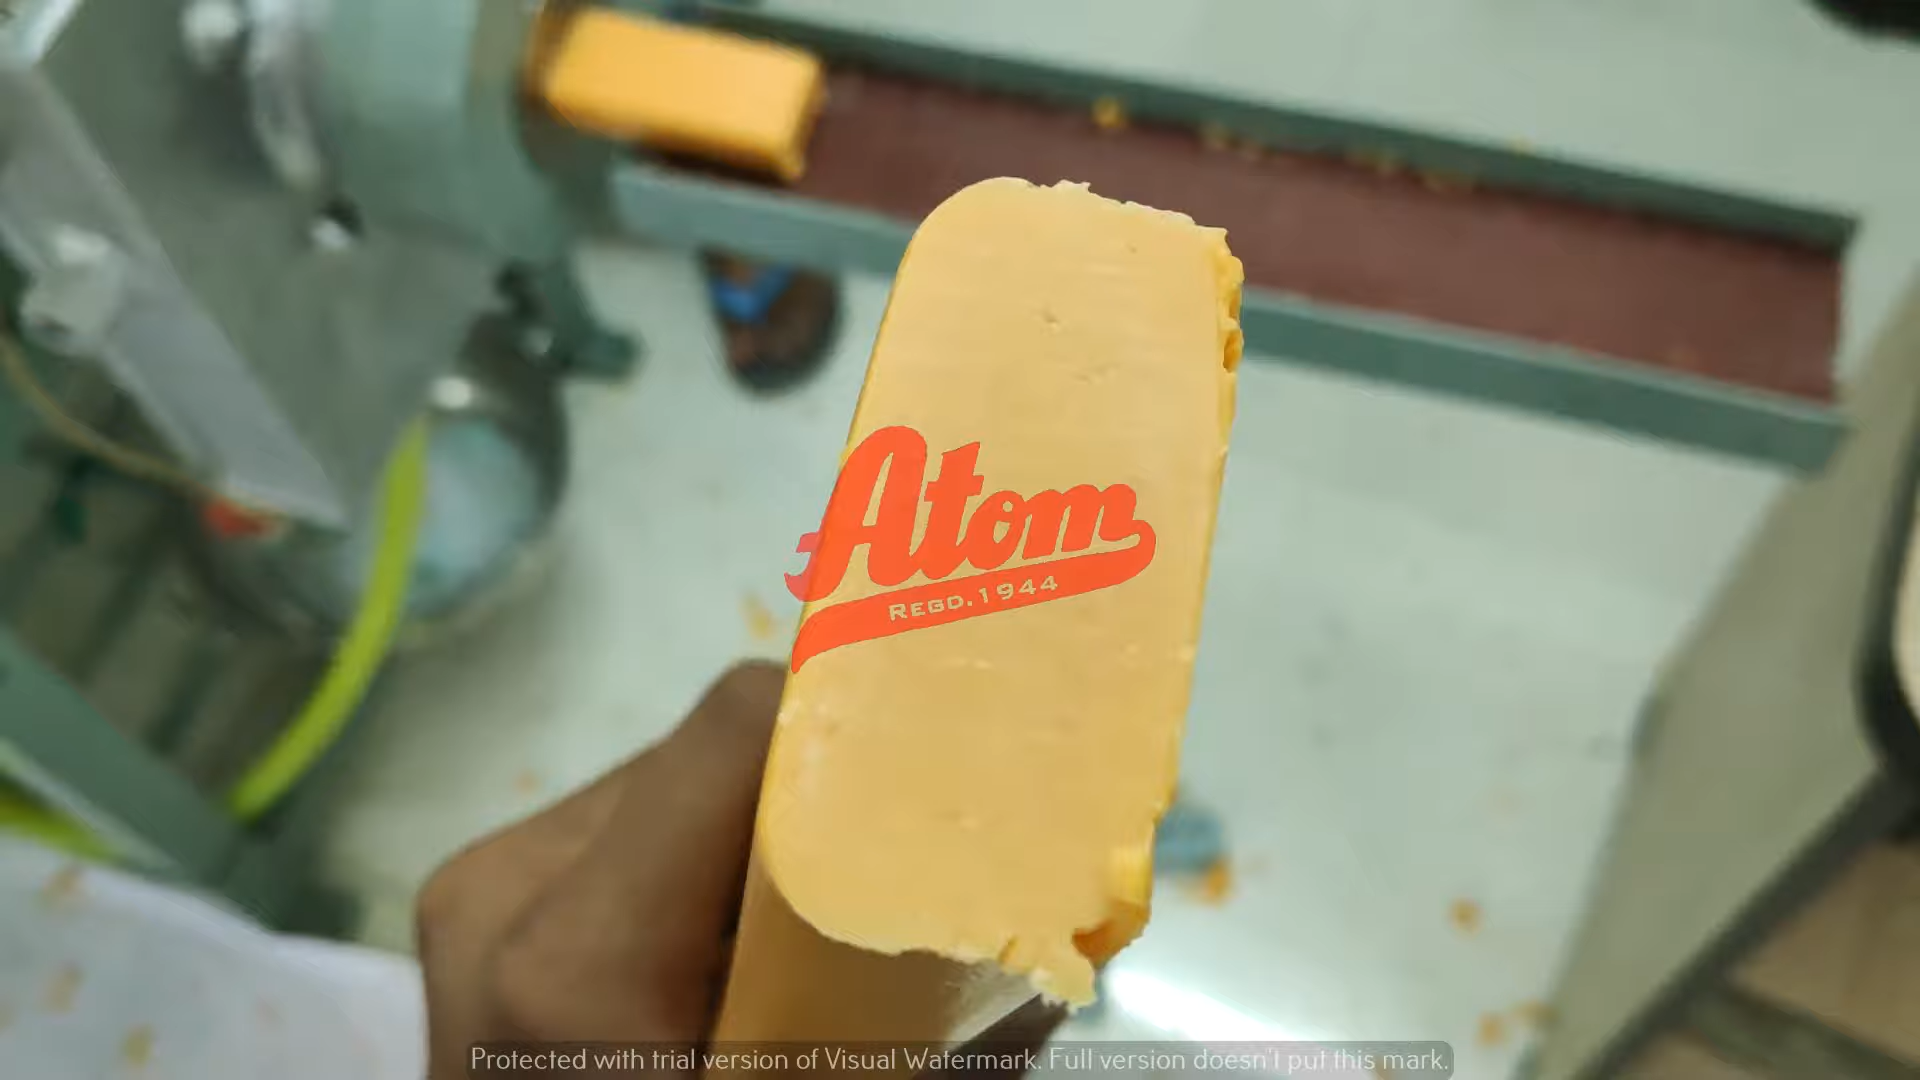 Atom
REGD.1944
Protected with trial version of Visual Watermark. Full version doesn't put this mark.